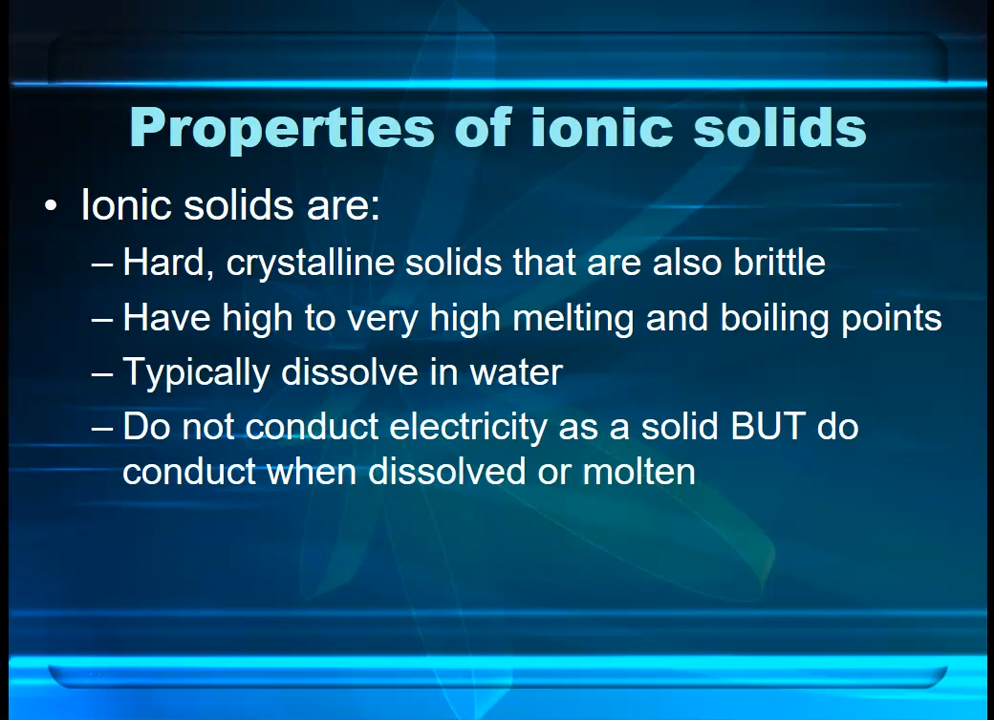 Properties of ionic solids
• Ionic solids are:
– Hard, crystalline solids that are also brittle
– Have high to very high melting and boiling points
– Typically dissolve in water
– Do not conduct electricity as a solid BUT do
conduct when dissolved or molten